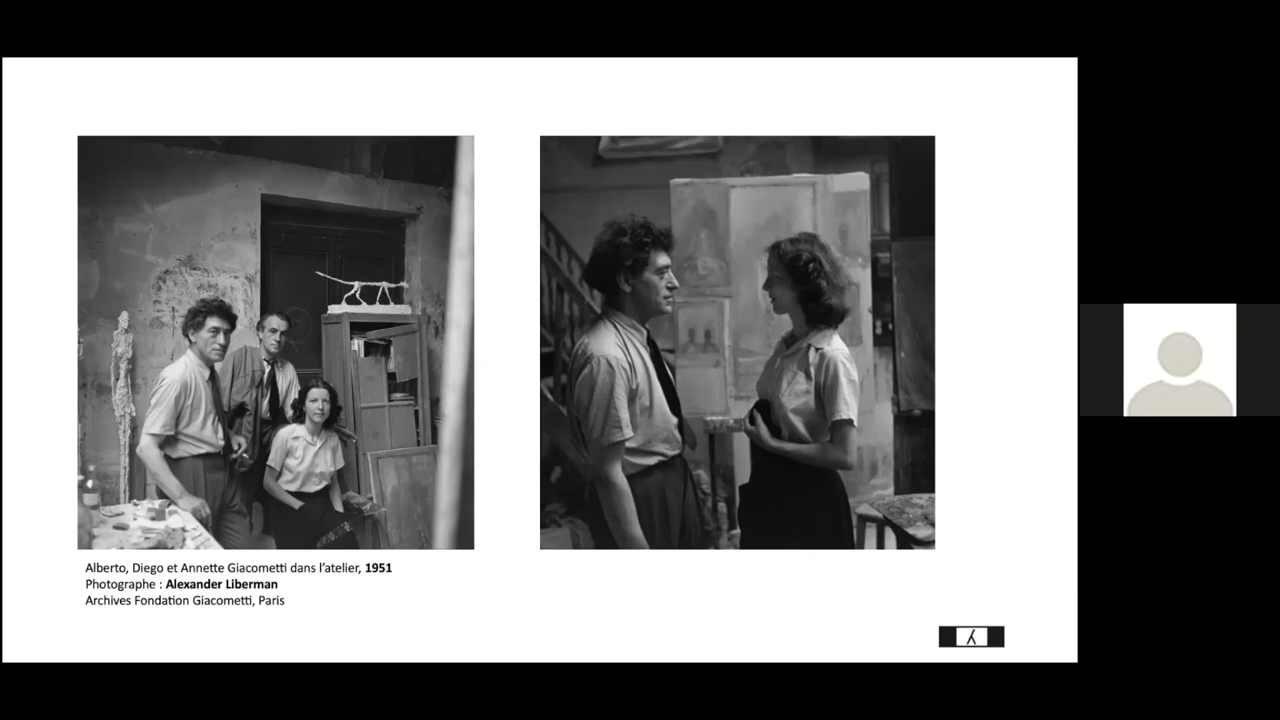 Alberto, Diego et Annette Giacometti dans l’atelier, 1951
Photographe : Alexander Liberman
Archives Fondation Giacometti, Paris